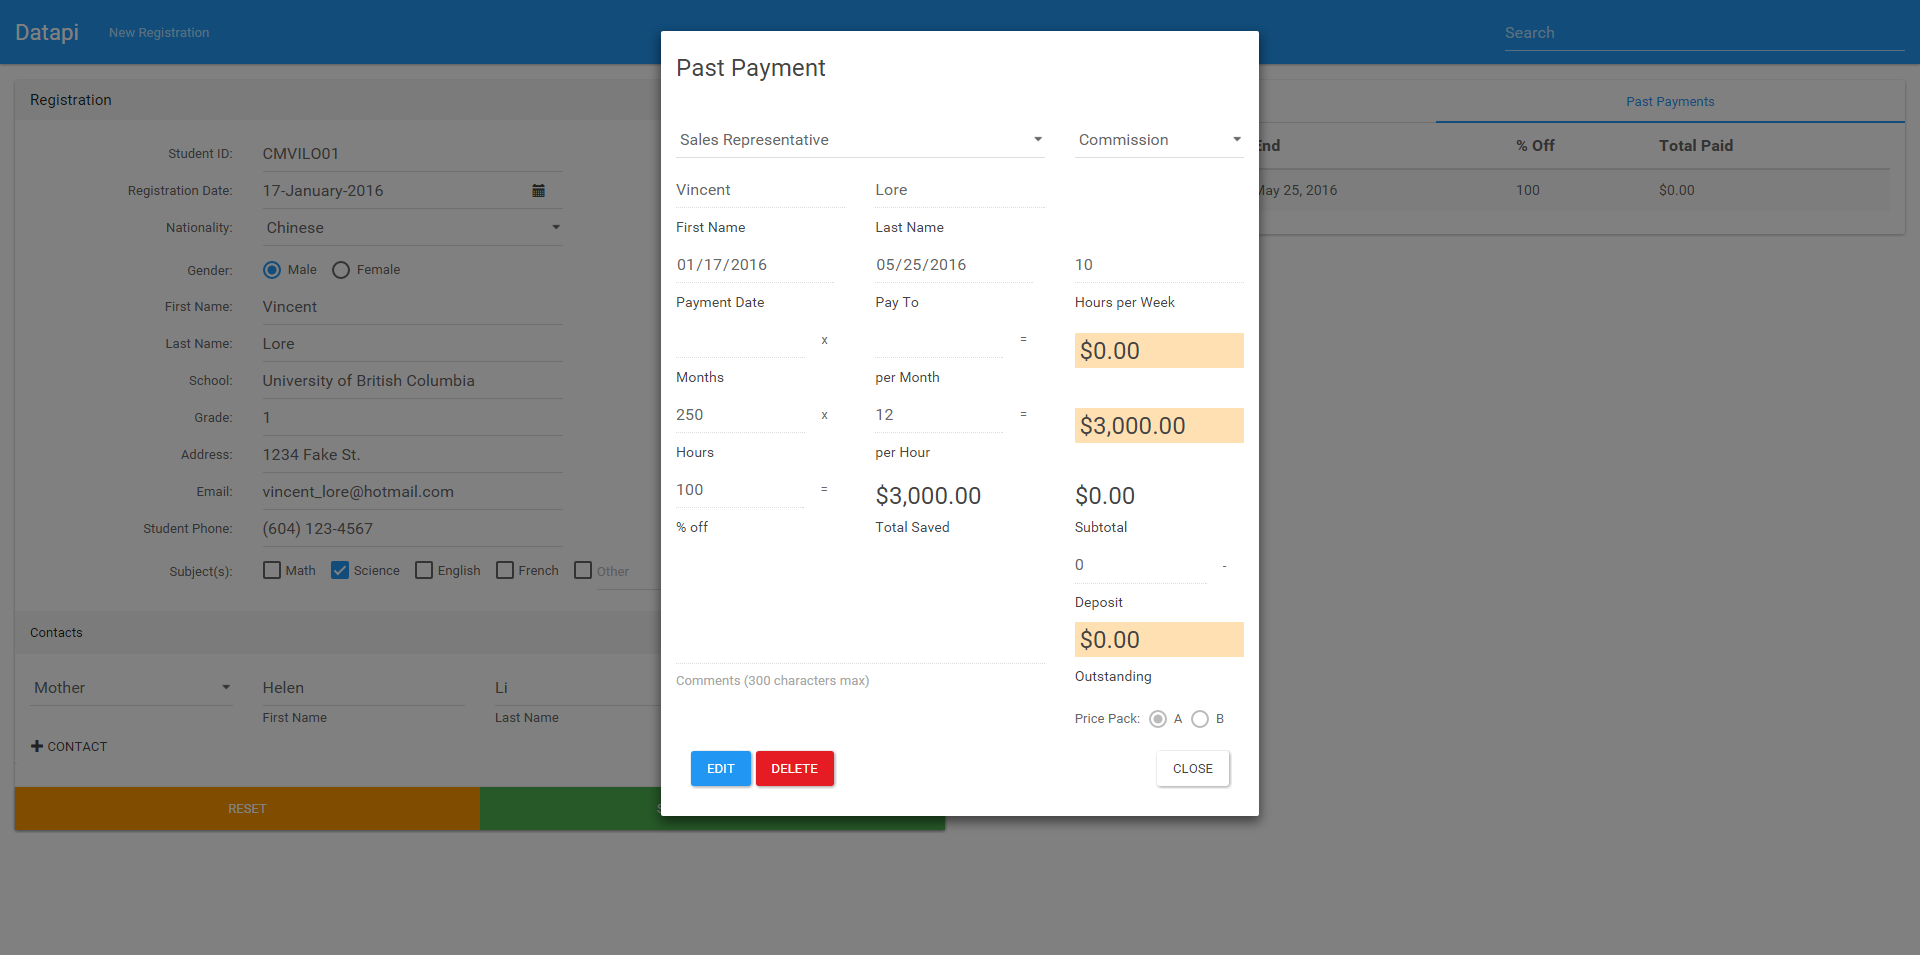 Datapi
New Registration
Search
Registration
Student ID: CMVILO01
Registration Date: 17-January-2016
Nationality: Chinese
Gender: Male Female
First Name: Vincent
Last Name: Lore
School: University of British Columbia
Grade: 1
Address: 1234 Fake St.
Email: vincent_lore@hotmail.com
Student Phone: (604) 123-4567
Subject(s): Math Science English French Other
Contacts
Mother Helen Li
First Name Last Name
CONTACT
RESET
Past Payment
Sales Representative Commission
Vincent Lore
First Name Last Name
01/17/2016 05/25/2016 10
Payment Date Pay To Hours per Week
x = $0.00
Months per Month
250 x 12 = $3,000.00
Hours per Hour
100 = $3,000.00 $0.00
% off Total Saved Subtotal
0 -
Deposit
$0.00
Comments (300 characters max) Outstanding
Price Pack: A B
EDIT DELETE CLOSE
Past Payments
End % Off Total Paid
May 25, 2016 100 $0.00